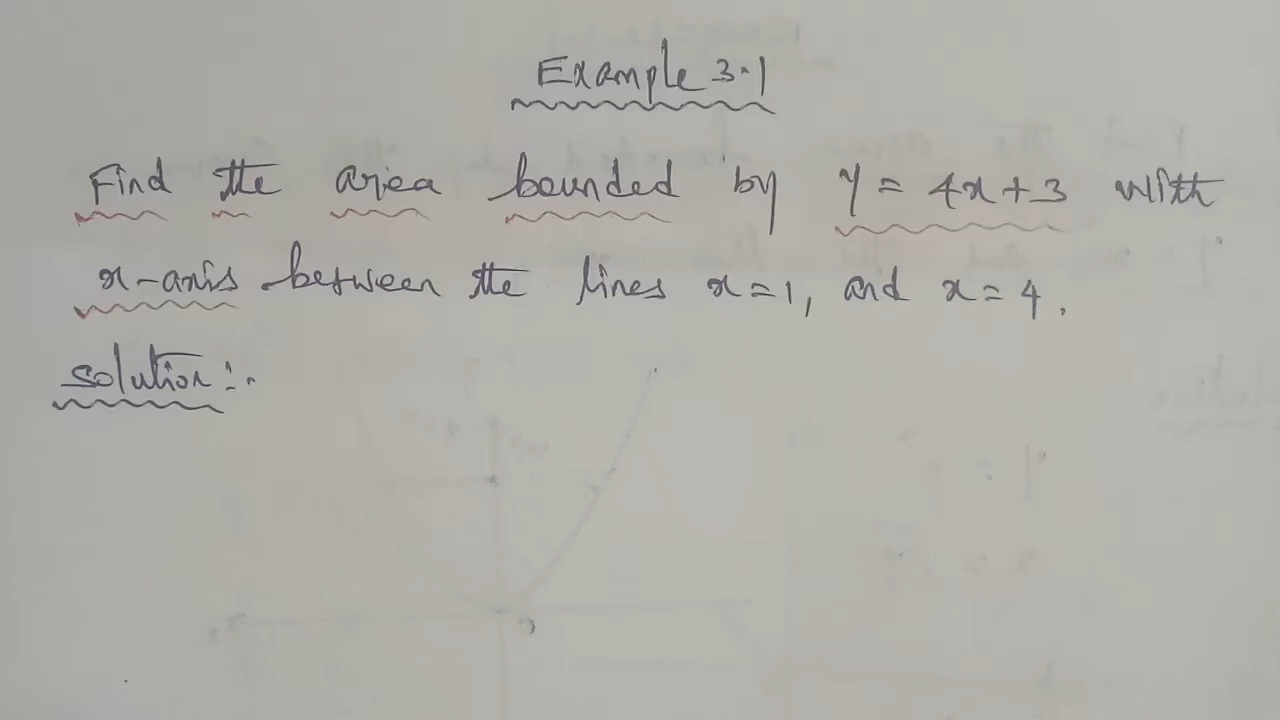 Example 3.1
Find the area bounded by y = 4x+3 with
x-axis between the lines x=1, and x=4.
Solution:-